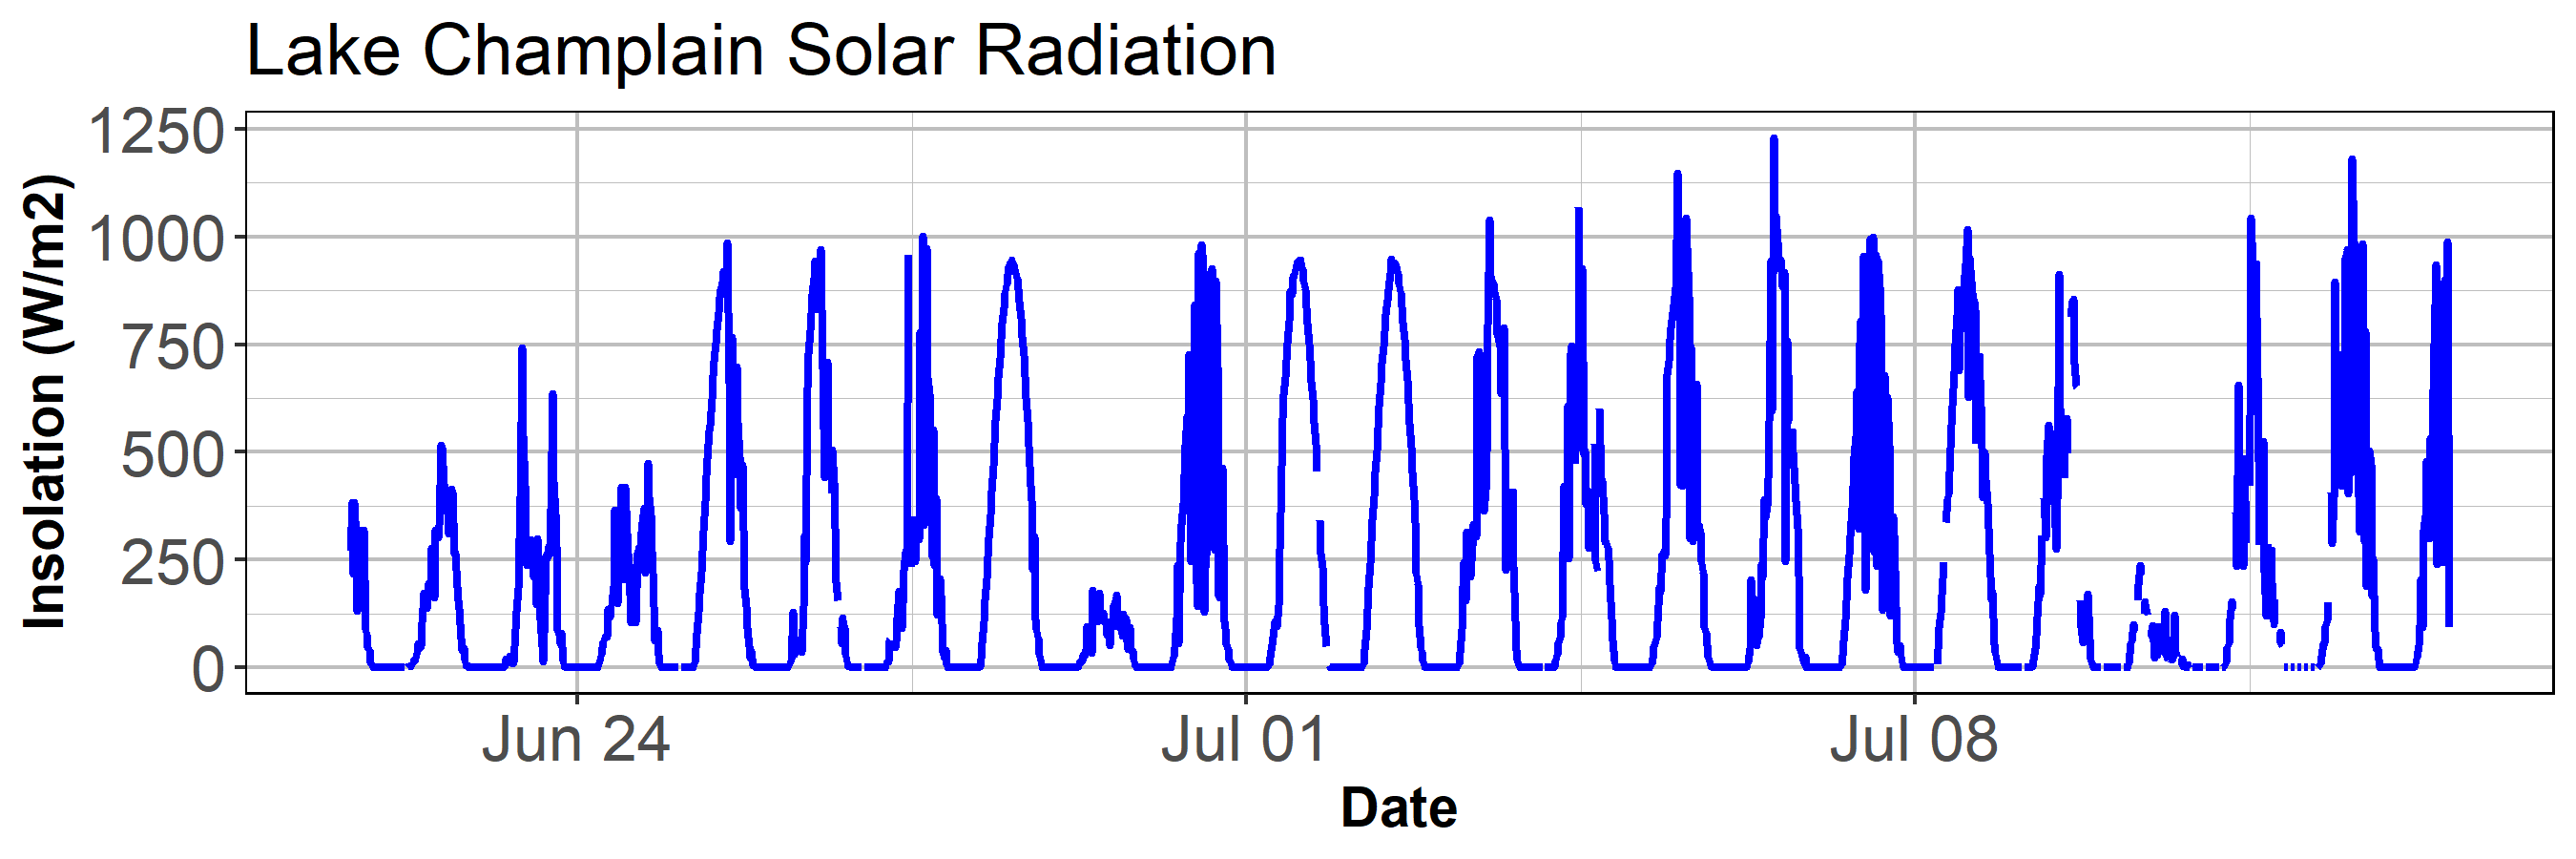 Lake Champlain Solar Radiation
1250
1000
750
500
250
0
Insolation (W/m2)
Jun 24
Jul 01
Jul 08
Date